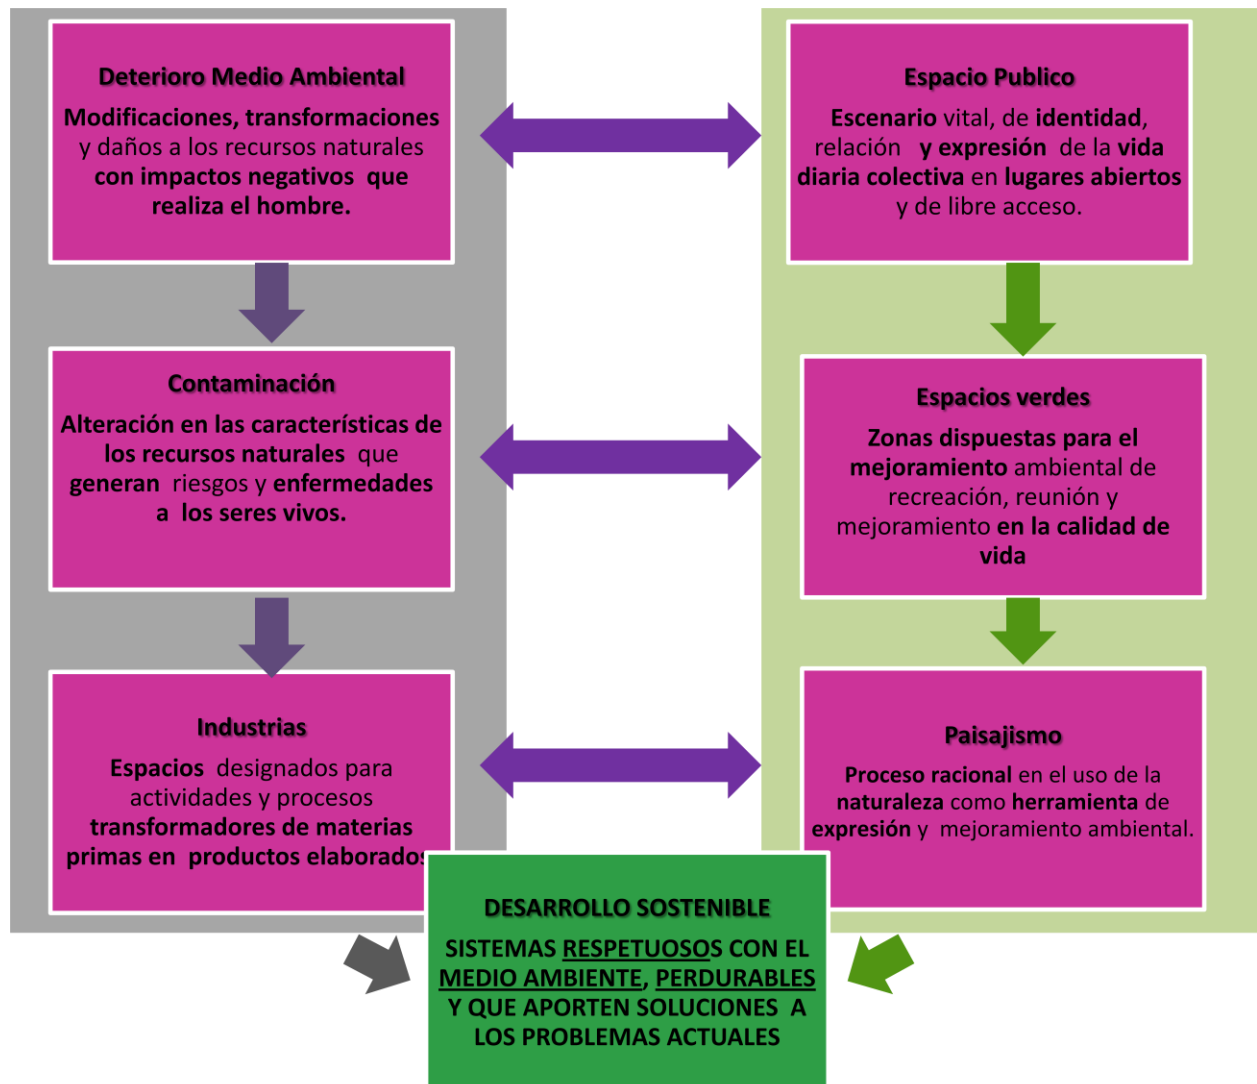 Deterioro Medio Ambiental
Modificaciones, transformaciones
y daños a los recursos naturales
con impactos negativos que
realiza el hombre.
Contaminación
Alteración en las características de
los recursos naturales que
generan riesgos y enfermedades
a los seres vivos.
Industrias
Espacios designados para
actividades y procesos
transformadores de materias
primas en productos elaborados
Espacio Publico
Escenario vital, de identidad,
relación y expresión de la vida
diaria colectiva en lugares abiertos
y de libre acceso.
Espacios verdes
Zonas dispuestas para el
mejoramiento ambiental de
recreación, reunión y
mejoramiento en la calidad de
vida
Paisajismo
Proceso racional en el uso de la
naturaleza como herramienta de
expresión y mejoramiento ambiental.
DESARROLLO SOSTENIBLE
SISTEMAS RESPETUOSOS CON EL
MEDIO AMBIENTE, PERDURABLES
Y QUE APORTEN SOLUCIONES A
LOS PROBLEMAS ACTUALES